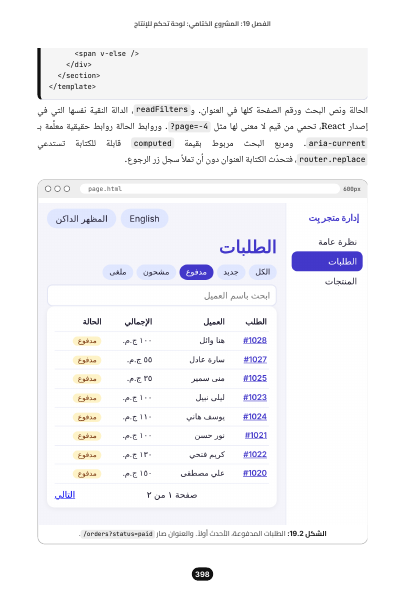 الفصل 19: المشروع الختامي: لوحة تحكم للإنتاج
<span v-else />
</div>
</section>
</template>
الحالة ونص البحث ورقم الصفحة كلها في العنوان. و readFilters، الدالة النقية نفسها التي في
إصدار React، تحمي من قيم لا معنى لها مثل ?page=-4. وروابط الحالة روابط حقيقية معلَّمة بـ
aria-current. ومربع البحث مربوط بقيمة computed قابلة للكتابة تستدعي
router.replace، فتحدّث الكتابة العنوان دون أن تملأ سجل زر الرجوع.
page.html
600px
إدارة متجر بِت
نظرة عامة
الطلبات
المنتجات
English
المظهر الداكن
الطلبات
الكل جديد مدفوع مشحون ملغى
ابحث باسم العميل
الطلب العميل الإجمالي الحالة
#1028 هنا وائل ١٠٠ ج.م. مدفوع
#1027 سارة عادل ٥٥ ج.م. مدفوع
#1025 منى سمير ٣٥ ج.م. مدفوع
#1023 ليلى نبيل ١٠٠ ج.م. مدفوع
#1024 يوسف هاني ١١٠ ج.م. مدفوع
#1021 نور حسن ١٠٠ ج.م. مدفوع
#1022 كريم فتحي ١٣٠ ج.م. مدفوع
#1020 علي مصطفى ١٥٠ ج.م. مدفوع
صفحة ١ من ٢
التالي
الشكل 19.2: الطلبات المدفوعة، الأحدث أولًا. والعنوان صار /orders?status=paid.
398